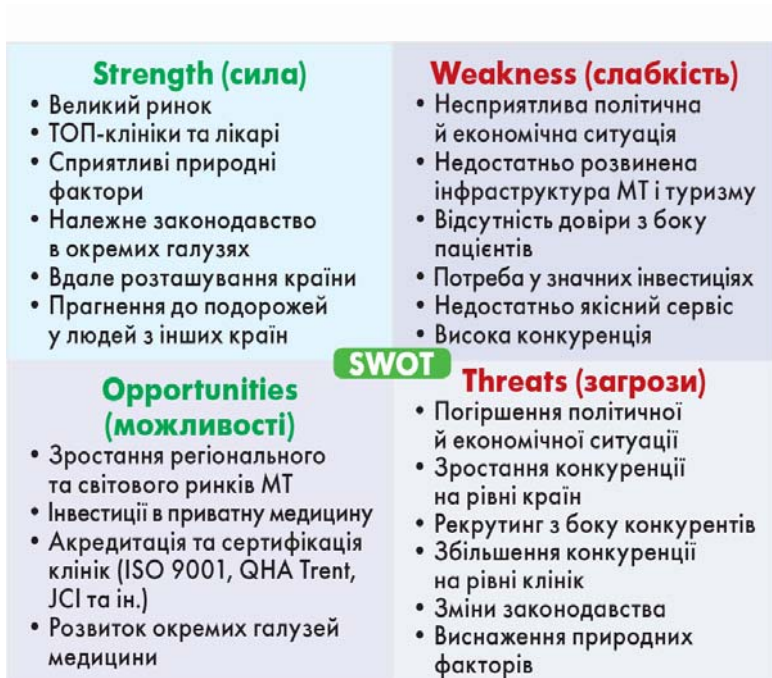 Strength (сила)
• Великий ринок
• ТОП-клініки та лікарі
• Сприятливі природні
фактори
• Належне законодавство
в окремих галузях
• Вдале розташування країни
• Прагнення до подорожей
у людей з інших країн
Weakness (слабкість)
• Несприятлива політична
й економічна ситуація
• Недостатньо розвинена
інфраструктура МТ і туризму
• Відсутність довіри з боку
пацієнтів
• Потреба у значних інвестиціях
• Недостатньо якісний сервіс
• Висока конкуренція
SWOT
Opportunities
(можливості)
• Зростання регіонального
та світового ринків МТ
• Інвестиції в приватну медицину
• Акредитація та сертифікація
клінік (ISO 9001, QHA Trent,
JCI та ін.)
• Розвиток окремих галузей
медицини
Threats (загрози)
• Погіршення політичної
й економічної ситуації
• Зростання конкуренції
на рівні країн
• Рекрутинг з боку конкурентів
• Збільшення конкуренції
на рівні клінік
• Зміни законодавства
• Виснаження природних
факторів